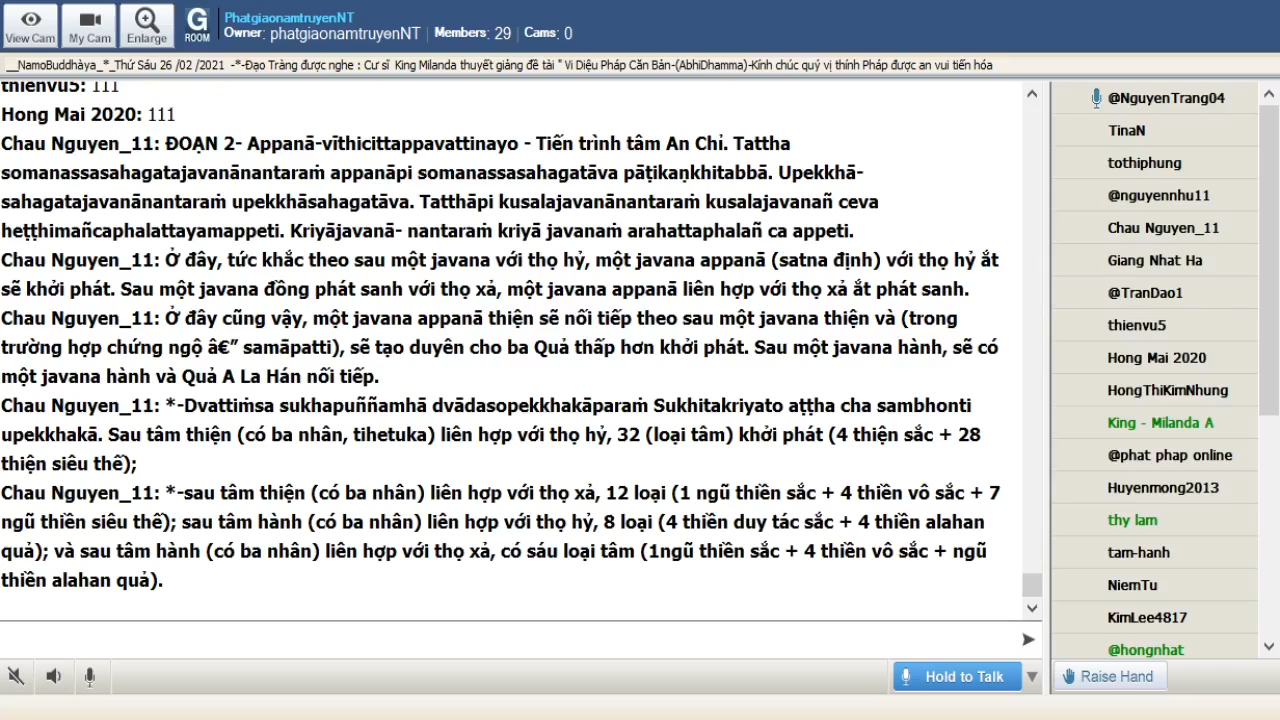 View Cam
My Cam
Enlarge
G
ROOM
PhatgiaonamtruyenNT
Owner: phatgiaonamtruyenNT | Members: 29 | Cams: 0
__NamoBuddhàya_*_Thứ Sáu 26 /02 /2021 -*-Đạo Tràng được nghe : Cư sĩ King Milanda thuyết giảng đề tài " Vi Diệu Pháp Căn Bản-(AbhiDhamma)-Kính chúc quý vị thính Pháp được an vui tiến hóa
thienvu5: 111
Hong Mai 2020: 111
Chau Nguyen_11: ĐOẠN 2- Appanā-vīthicittappavattinayo - Tiến trình tâm An Chỉ. Tattha
somanassasahagatajavanānantaraṁ appanāpi somanassasahagatāva pāṭikaṇkhitabbā. Upekkhā-
sahagatajavanānantaraṁ upekkhāsahagatāva. Tatthāpi kusalajavanānantaraṁ kusalajavanañ ceva
heṭṭhimañcaphalattayamappeti. Kriyājavanā- nantaraṁ kriyā javanaṁ arahattaphalañ ca appeti.
Chau Nguyen_11: Ở đây, tức khắc theo sau một javana với thọ hỷ, một javana appanā (satna định) với thọ hỷ ắt
sẽ khởi phát. Sau một javana đồng phát sanh với thọ xả, một javana appanā liên hợp với thọ xả ắt phát sanh.
Chau Nguyen_11: Ở đây cũng vậy, một javana appanā thiện sẽ nối tiếp theo sau một javana thiện và (trong
trường hợp chứng ngộ â€” samāpatti), sẽ tạo duyên cho ba Quả thấp hơn khởi phát. Sau một javana hành, sẽ có
một javana hành và Quả A La Hán nối tiếp.
Chau Nguyen_11: *-Dvattiṁsa sukhapuññamhā dvādasopekkhakāparaṁ Sukhitakriyato aṭṭha cha sambhonti
upekkhakā. Sau tâm thiện (có ba nhân, tihetuka) liên hợp với thọ hỷ, 32 (loại tâm) khởi phát (4 thiện sắc + 28
thiện siêu thế);
Chau Nguyen_11: *-sau tâm thiện (có ba nhân) liên hợp với thọ xả, 12 loại (1 ngũ thiền sắc + 4 thiền vô sắc + 7
ngũ thiền siêu thế); sau tâm hành (có ba nhân) liên hợp với thọ hỷ, 8 loại (4 thiền duy tác sắc + 4 thiền alahan
quả); và sau tâm hành (có ba nhân) liên hợp với thọ xả, có sáu loại tâm (1ngũ thiền sắc + 4 thiền vô sắc + ngũ
thiền alahan quả).
Hold to Talk
@NguyenTrang04
TinaN
tothiphung
@nguyennhu11
Chau Nguyen_11
Giang Nhat Ha
@TranDao1
thienvu5
Hong Mai 2020
HongThiKimNhung
King - Milanda A
@phat phap online
Huyenmong2013
thy lam
tam-hanh
NiemTu
KimLee4817
@hongnhat
Raise Hand